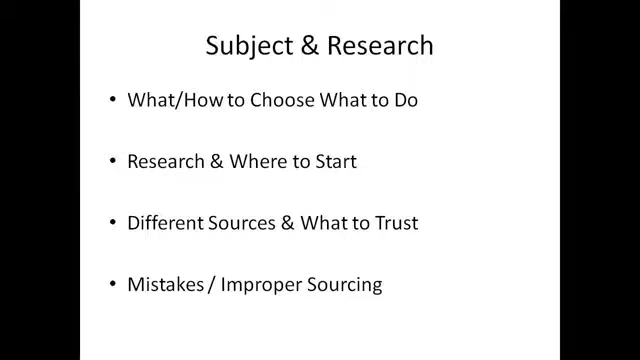 Subject & Research
• What/How to Choose What to Do
• Research & Where to Start
• Different Sources & What to Trust
• Mistakes / Improper Sourcing